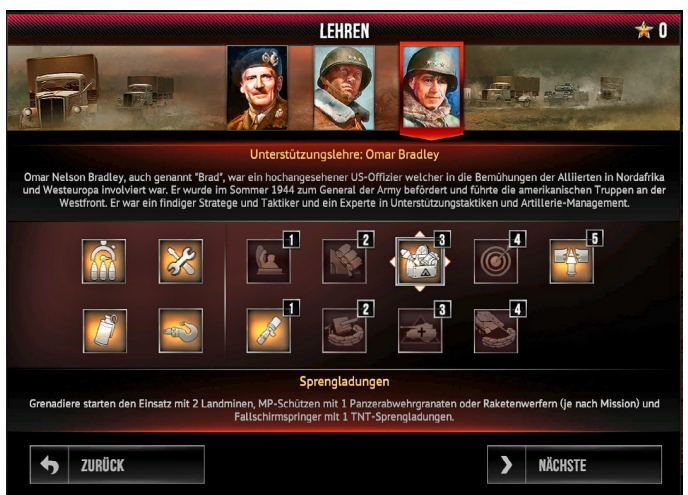 LEHREN
0
Unterstützungslehre: Omar Bradley
Omar Nelson Bradley, auch genannt "Brad", war ein hochangesehener US-Offizier welcher in die Bemühungen der Alliierten in Nordafrika
und Westeuropa involviert war. Er wurde im Sommer 1944 zum General der Army befördert und führte die amerikanischen Truppen an der
Westfront. Er war ein findiger Stratege und Taktiker und ein Experte in Unterstützungstaktiken und Artillerie-Management.
1 2 3 4 5
1 2 3 4
Sprengladungen
Grenadiere starten den Einsatz mit 2 Landminen, MP-Schützen mit 1 Panzerabwehrgranaten oder Raketenwerfern (je nach Mission) und
Fallschirmspringer mit 1 TNT-Sprengladungen.
ZURÜCK
NÄCHSTE